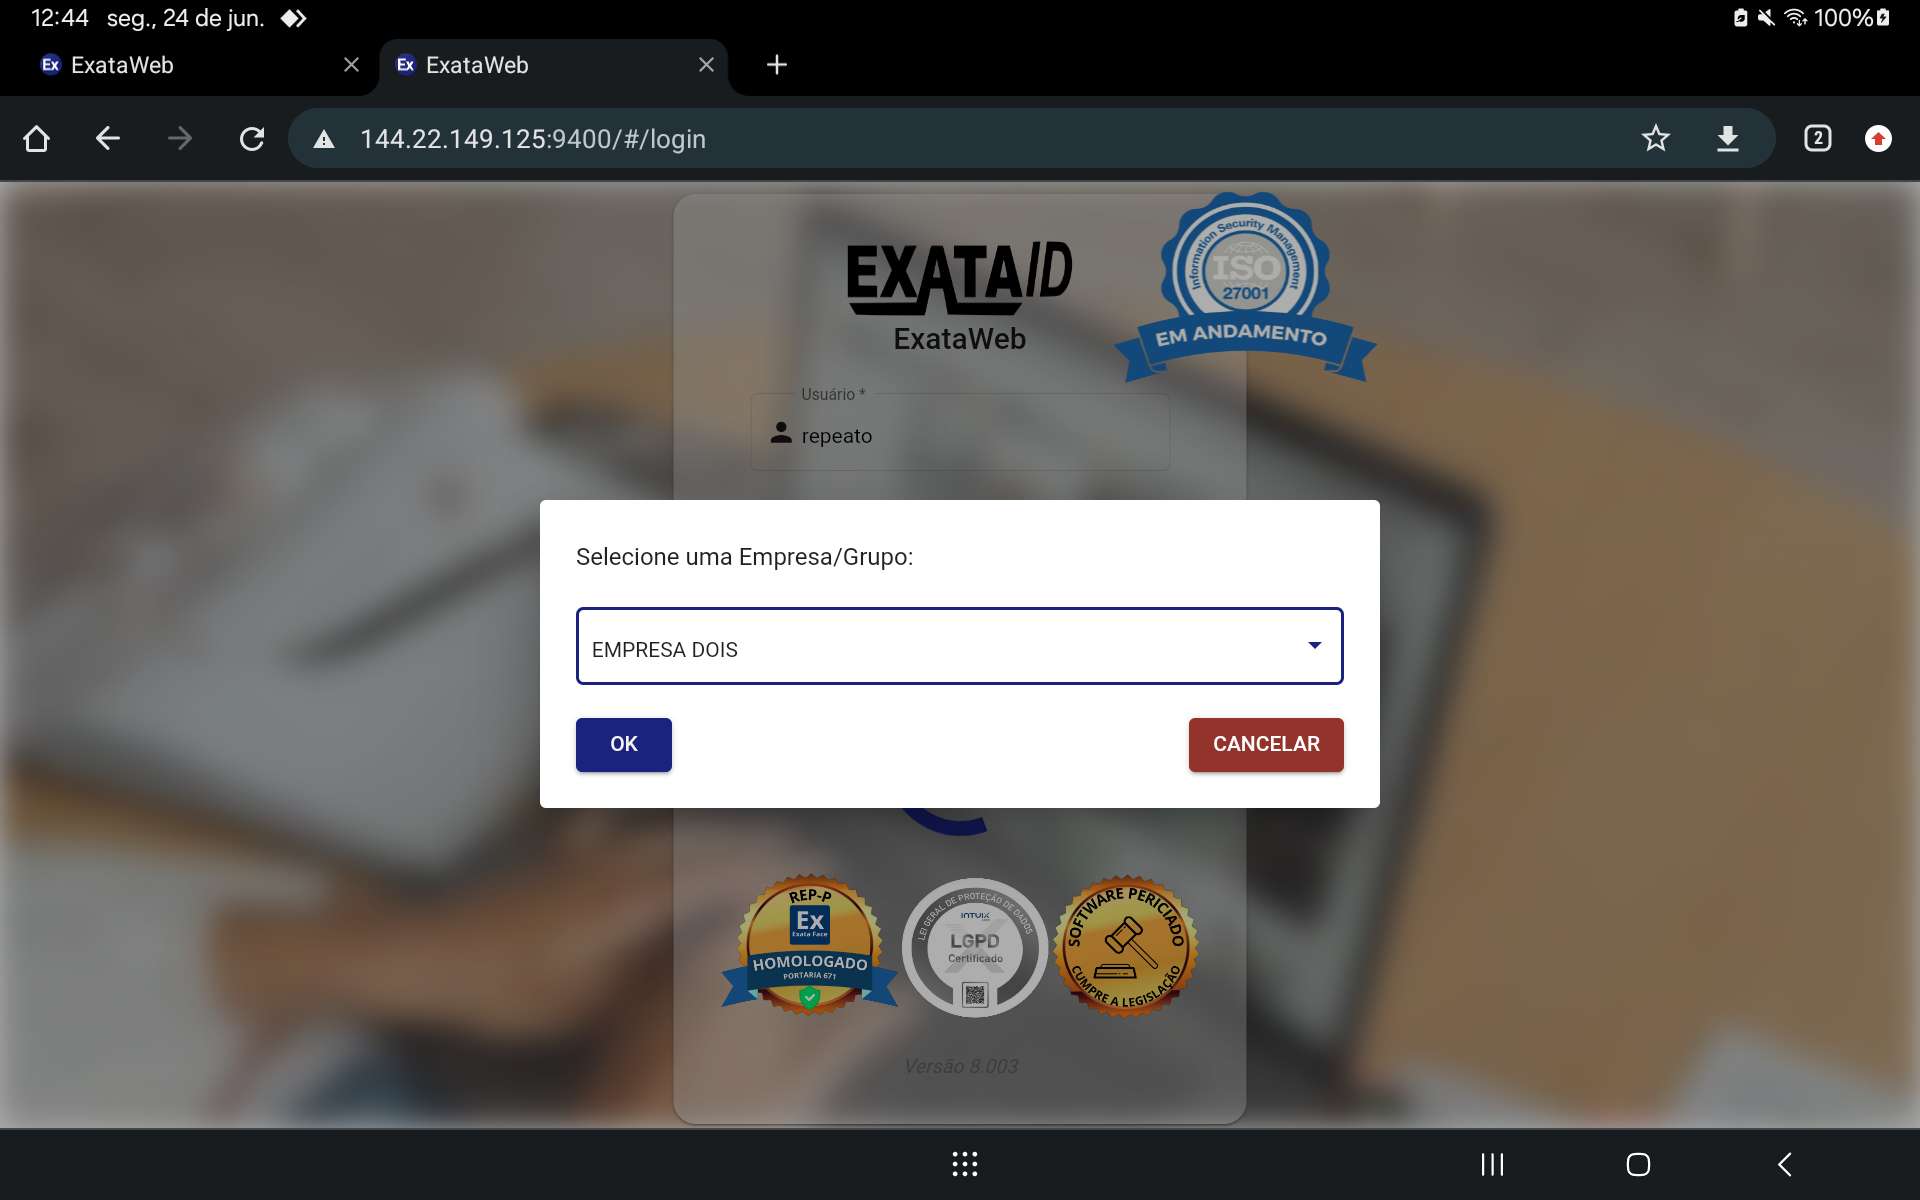 12:44 seg., 24 de jun. 100%
Ex ExataWeb
Ex ExataWeb
144.22.149.125:9400/#/login
2
EXATAID
ExataWeb
Information Security Management
ISO
27001
EM ANDAMENTO
Usuário *
repeato
Selecione uma Empresa/Grupo:
EMPRESA DOIS
OK
CANCELAR
REP-P
Ex
Exata Face
HOMOLOGADO
PORTARIA 671
LEI GERAL DE PROTEÇÃO DE DADOS
INTUIX
LGPD
Certificado
SOFTWARE PERICIADO
CUMPRE A LEGISLAÇÃO
Versão 8.003